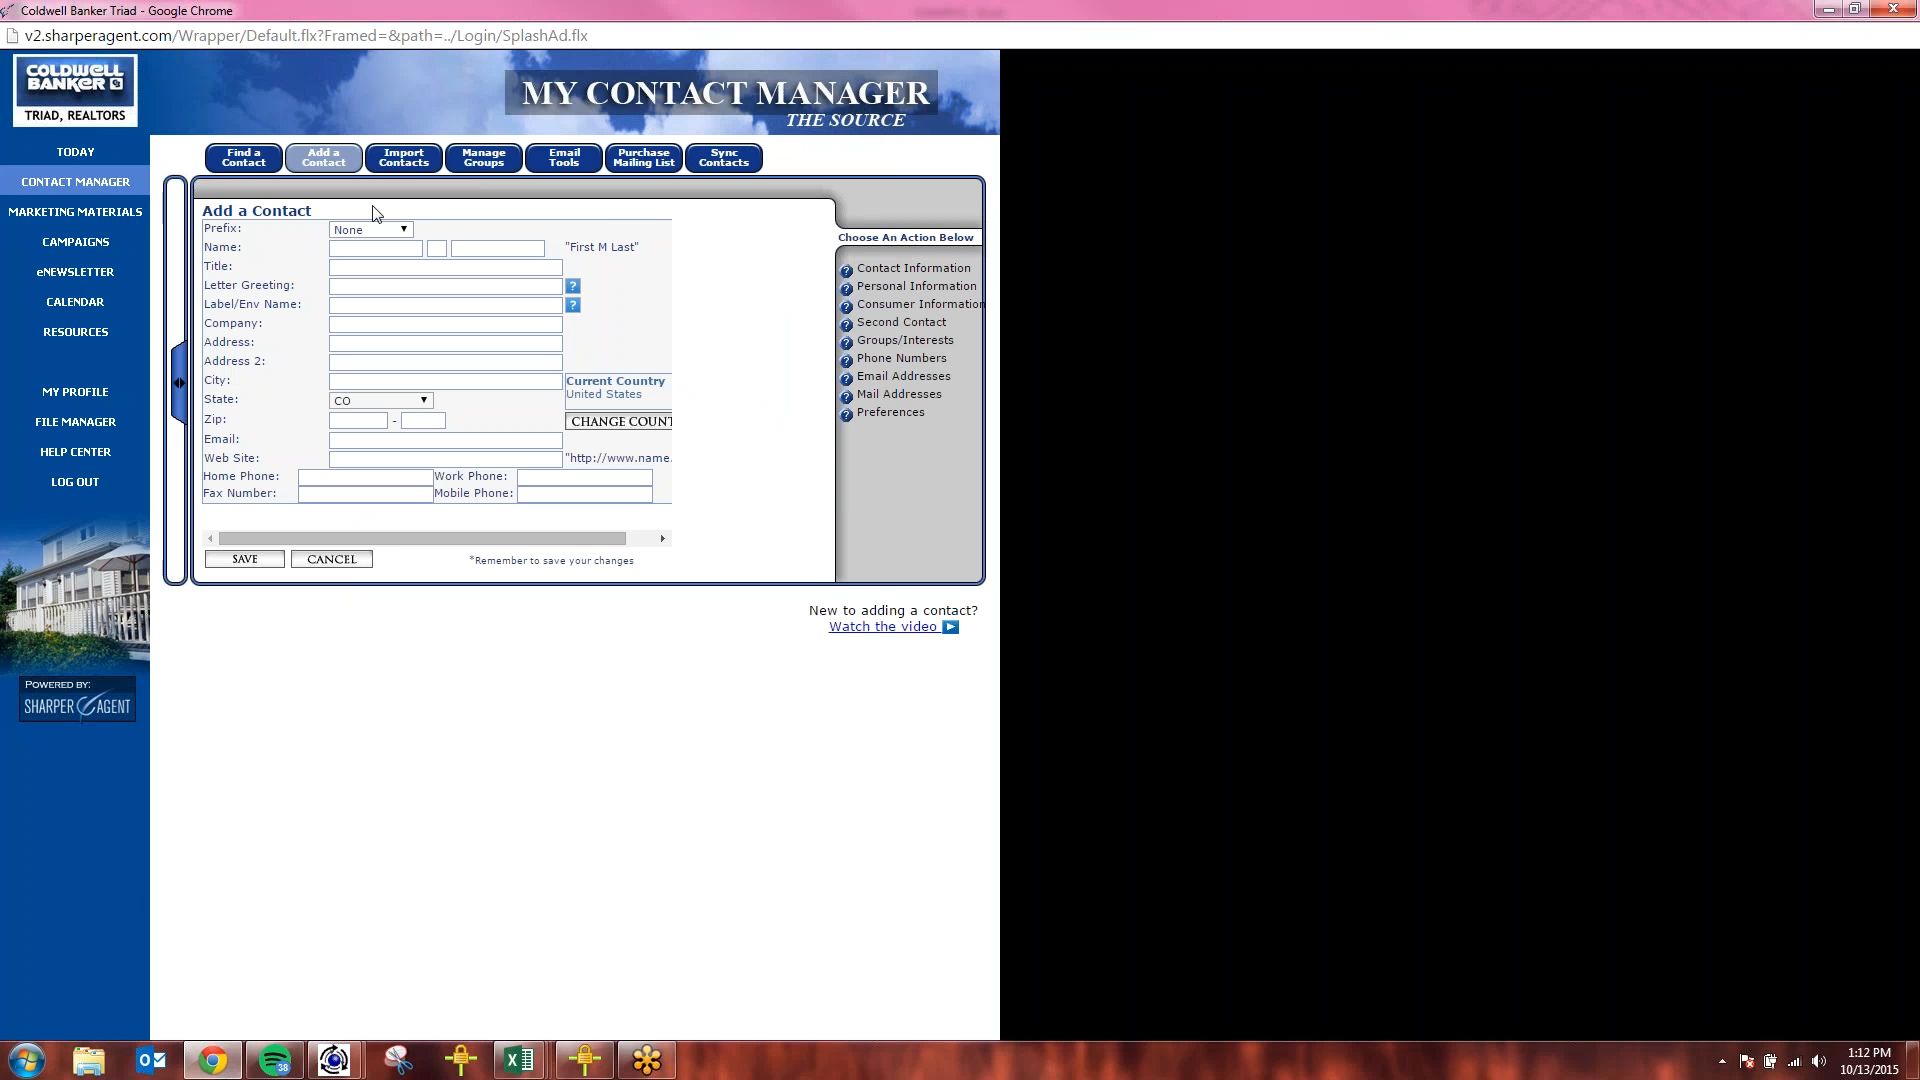 Coldwell Banker Triad - Google Chrome
v2.sharperagent.com/Wrapper/Default.flx?Framed=&path=../Login/SplashAd.flx
COLDWELL
BANKER
TRIAD, REALTORS
MY CONTACT MANAGER
THE SOURCE
TODAY
CONTACT MANAGER
MARKETING MATERIALS
CAMPAIGNS
eNEWSLETTER
CALENDAR
RESOURCES
MY PROFILE
FILE MANAGER
HELP CENTER
LOG OUT
POWERED BY:
SHARPER AGENT
Find a Contact
Add a Contact
Import Contacts
Manage Groups
Email Tools
Purchase Mailing List
Sync Contacts
Add a Contact
Prefix: None
Name: "First M Last"
Title:
Letter Greeting: ?
Label/Env Name: ?
Company:
Address:
Address 2:
City:
Current Country
United States
State: CO
Zip: -
CHANGE COUNT
Email:
Web Site: "http://www.name.
Home Phone: Work Phone:
Fax Number: Mobile Phone:
SAVE CANCEL *Remember to save your changes
Choose An Action Below
? Contact Information
? Personal Information
? Consumer Information
? Second Contact
? Groups/Interests
? Phone Numbers
? Email Addresses
? Mail Addresses
? Preferences
New to adding a contact?
Watch the video
38
1:12 PM
10/13/2015